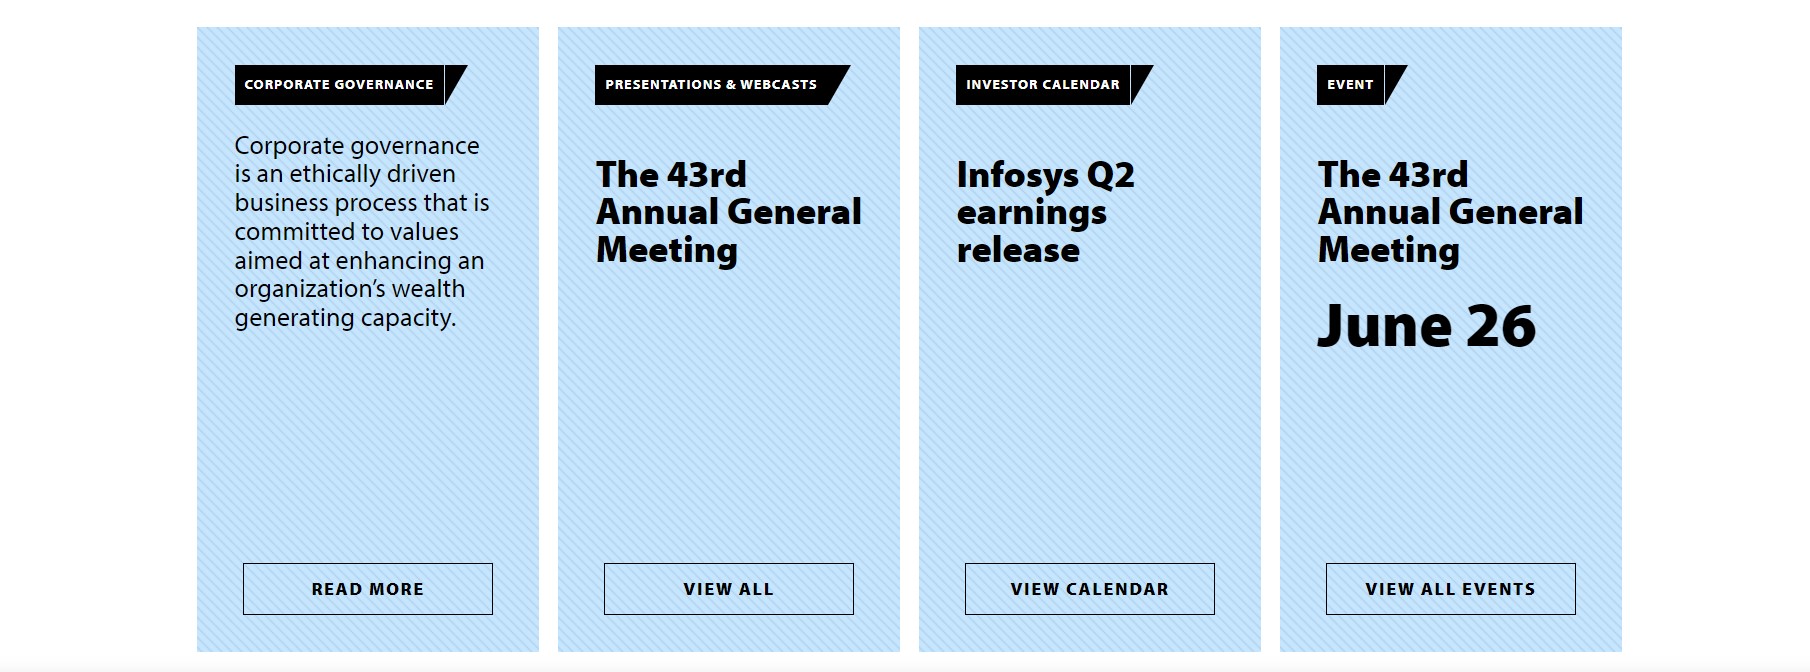 CORPORATE GOVERNANCE
Corporate governance
is an ethically driven
business process that is
committed to values
aimed at enhancing an
organization’s wealth
generating capacity.
READ MORE
PRESENTATIONS & WEBCASTS
The 43rd
Annual General
Meeting
VIEW ALL
INVESTOR CALENDAR
Infosys Q2
earnings
release
VIEW CALENDAR
EVENT
The 43rd
Annual General
Meeting
June 26
VIEW ALL EVENTS